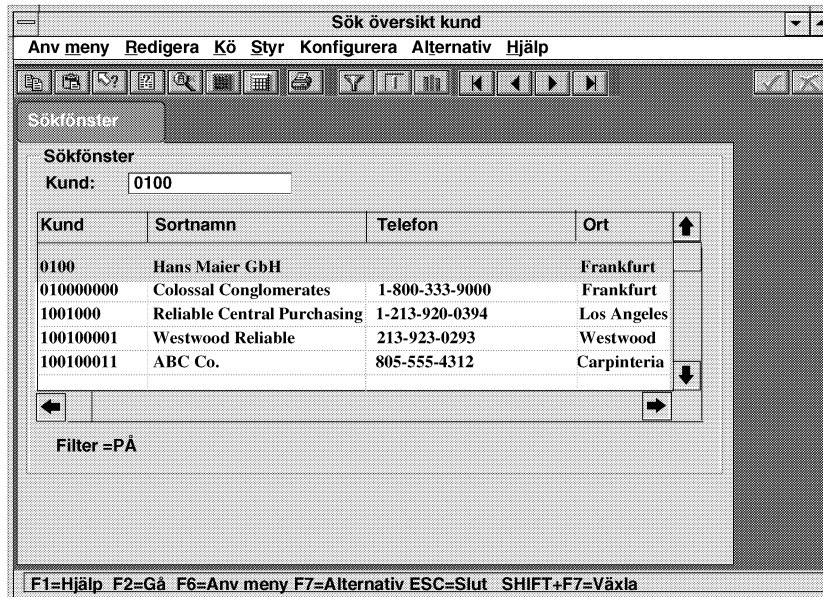 Sök översikt kund
Anv meny Redigera Kö Styr Konfigurera Alternativ Hjälp
Sökfönster
Sökfönster
Kund: 0100
Kund Sortnamn Telefon Ort
0100 Hans Maier GbH Frankfurt
010000000 Colossal Conglomerates 1-800-333-9000 Frankfurt
1001000 Reliable Central Purchasing 1-213-920-0394 Los Angeles
100100001 Westwood Reliable 213-923-0293 Westwood
100100011 ABC Co. 805-555-4312 Carpinteria
Filter =PÅ
F1=Hjälp F2=Gå F6=Anv meny F7=Alternativ ESC=Slut SHIFT+F7=Växla